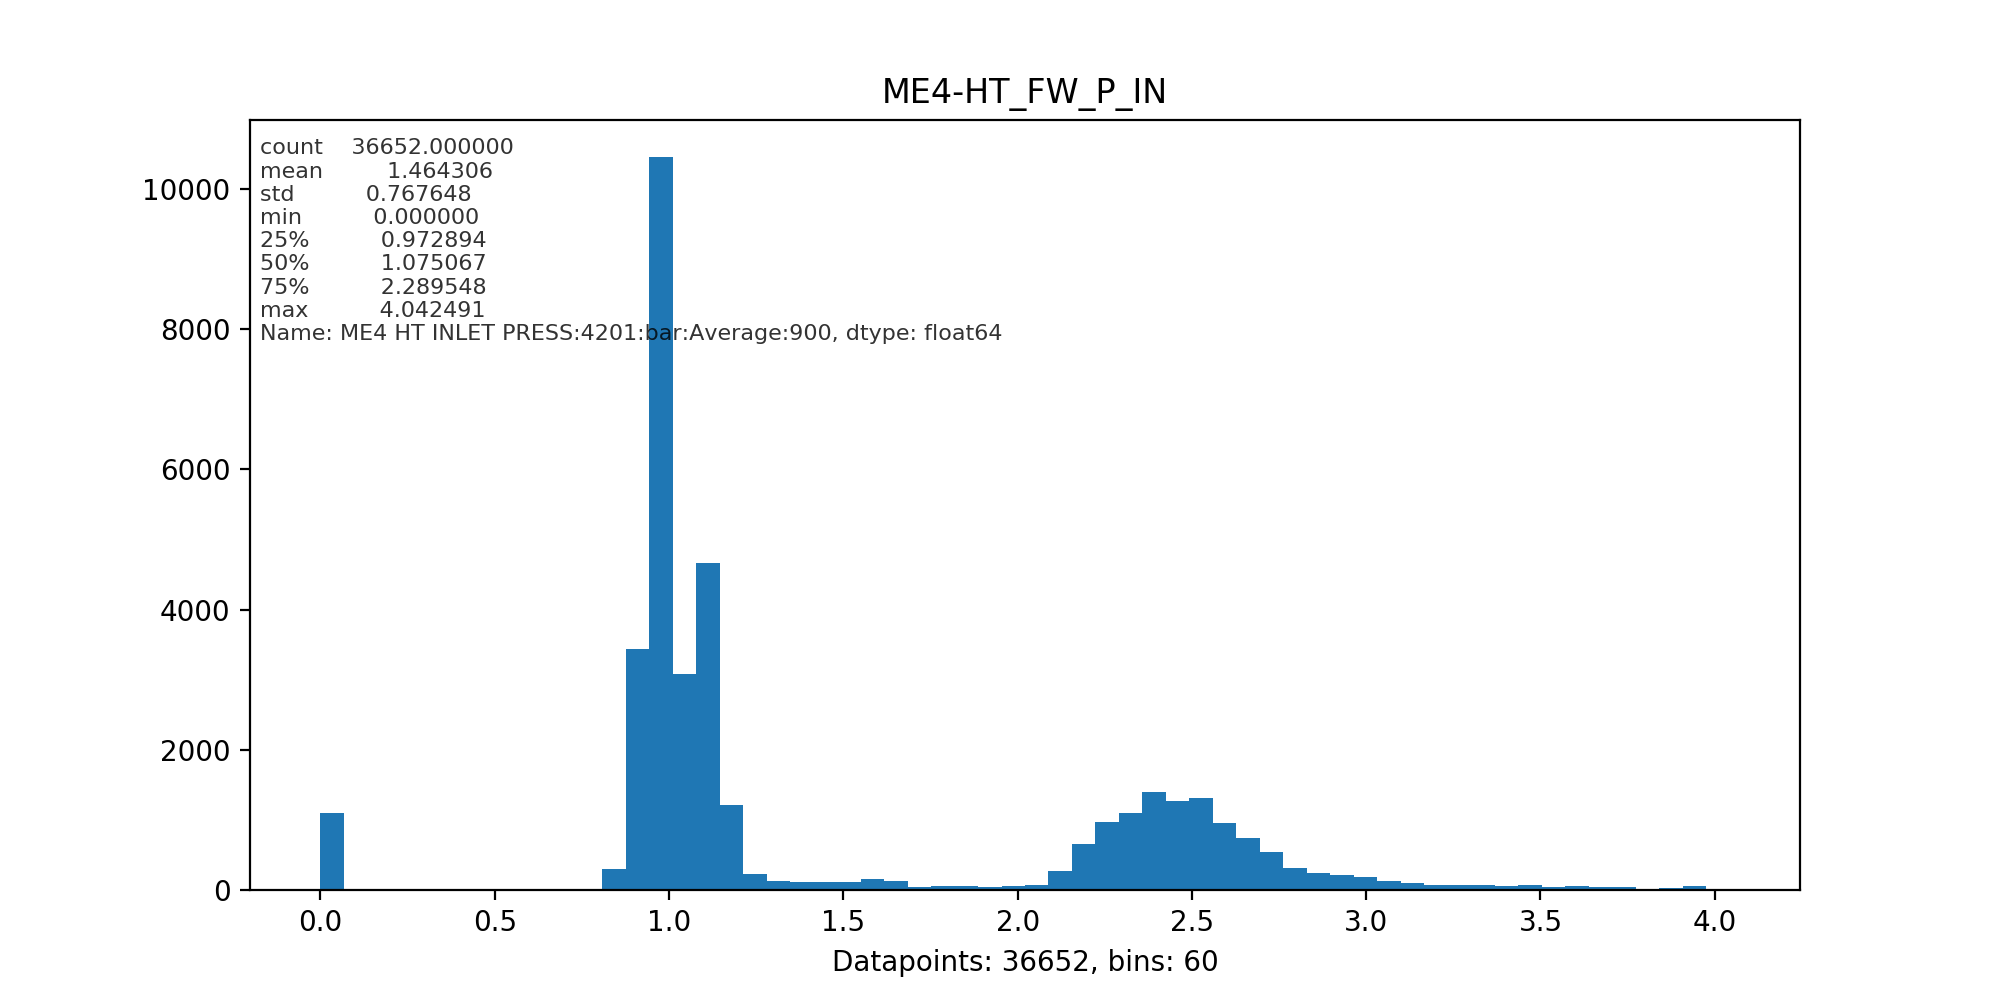 ME4-HT_FW_P_IN
count 36652.000000
mean 1.464306
std 0.767648
min 0.000000
25% 0.972894
50% 1.075067
75% 2.289548
max 4.042491
Name: ME4 HT INLET PRESS:4201:bar:Average:900, dtype: float64
10000
8000
6000
4000
2000
0
0.0 0.5 1.0 1.5 2.0 2.5 3.0 3.5 4.0
Datapoints: 36652, bins: 60